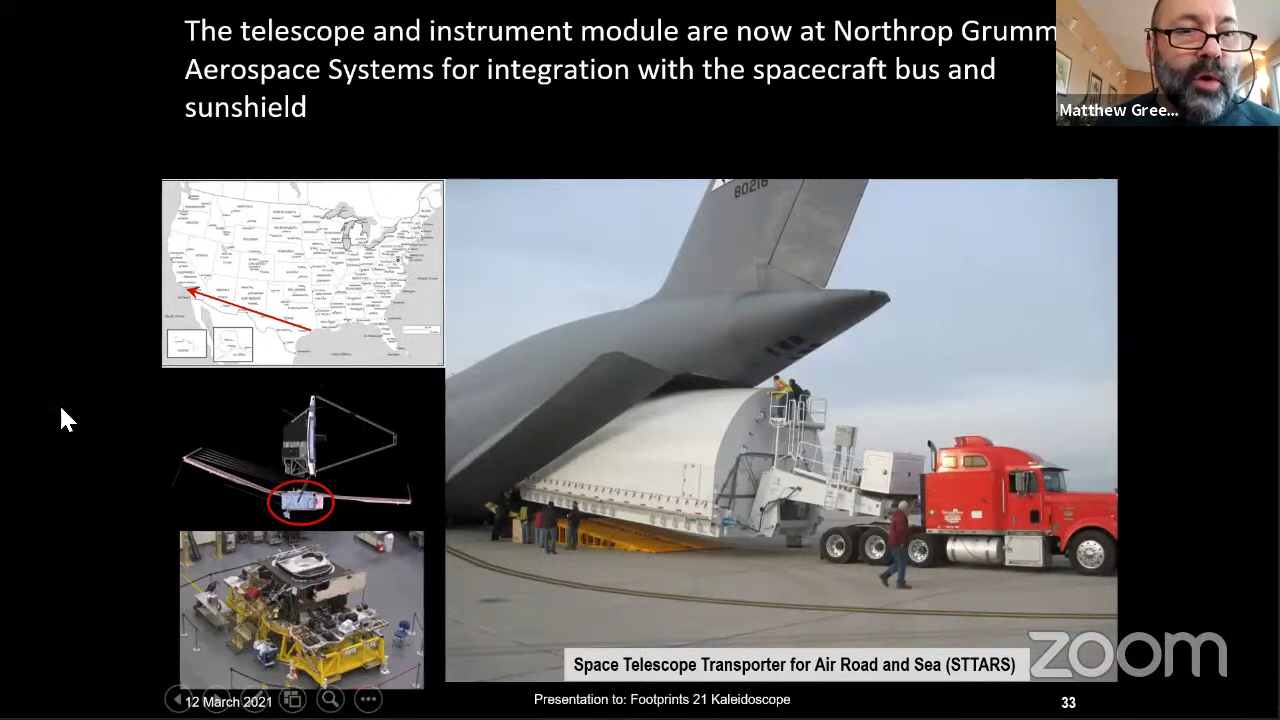 The telescope and instrument module are now at Northrop Grumm
Aerospace Systems for integration with the spacecraft bus and
sunshield
Matthew Gree...
80216
Space Telescope Transporter for Air Road and Sea (STTARS)
zoom
12 March 2021
Presentation to: Footprints 21 Kaleidoscope
33